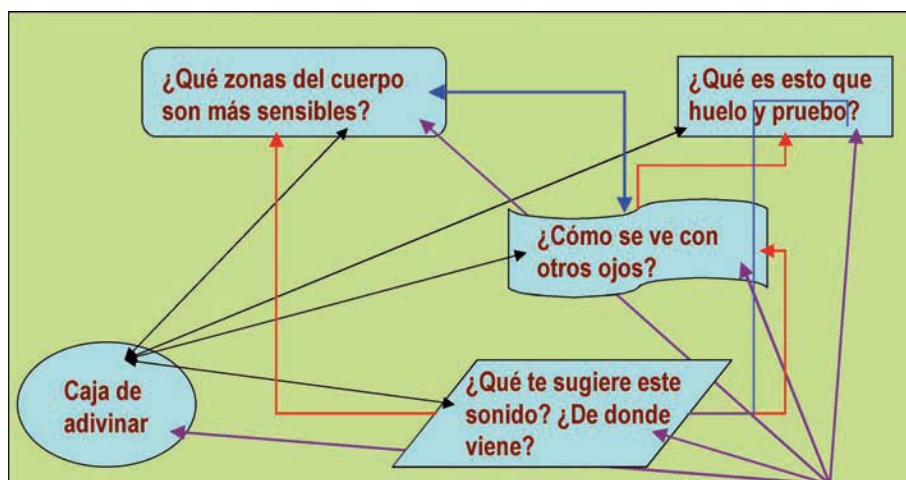 ¿Qué zonas del cuerpo
son más sensibles?
¿Qué es esto que
huelo y pruebo?
¿Cómo se ve con
otros ojos?
Caja de
adivinar
¿Qué te sugiere este
sonido? ¿De donde
viene?